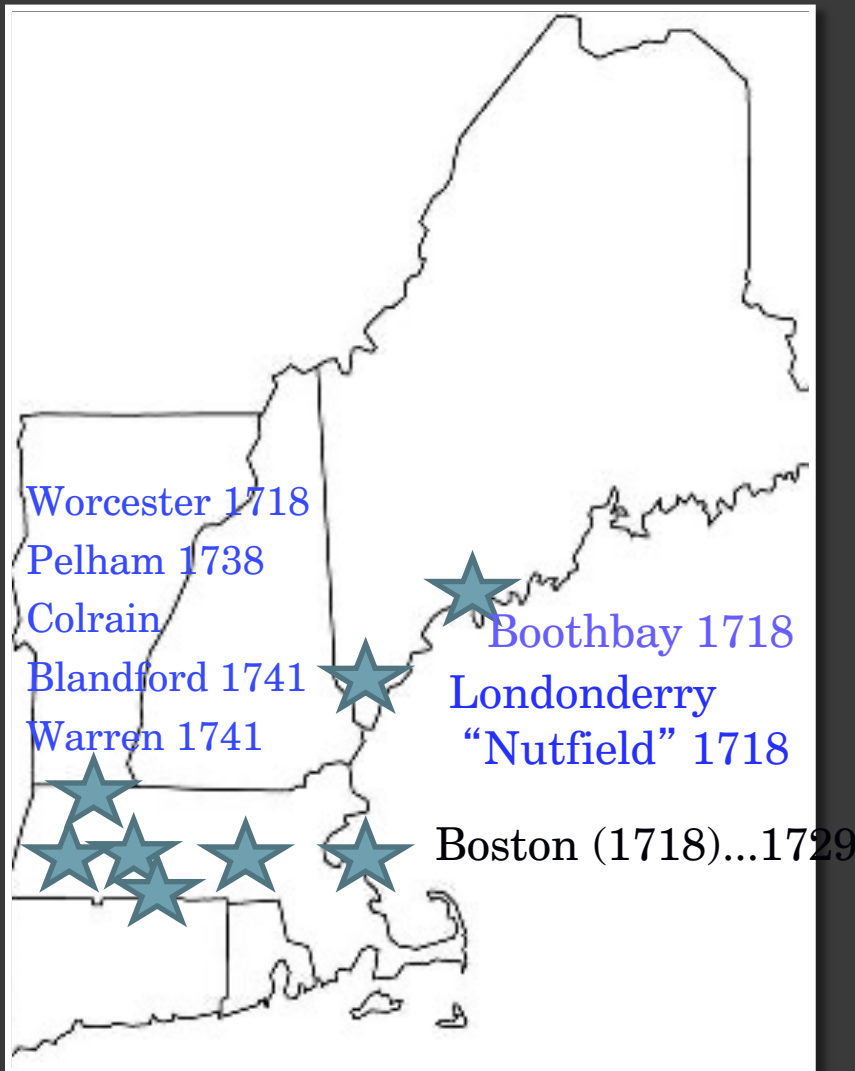 Worcester 1718
Pelham 1738
Colrain
Blandford 1741
Warren 1741
Boothbay 1718
Londonderry
“Nutfield” 1718
Boston (1718)...1729